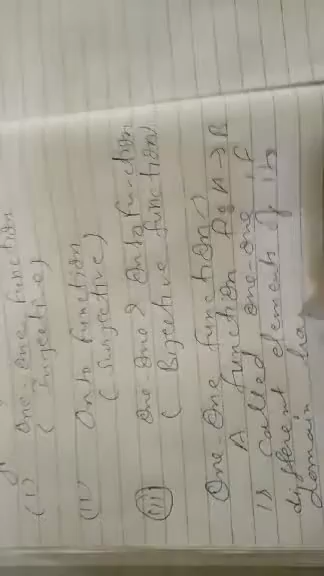 (i) One-One function
( Injective)
(ii) Onto function
( Surjective)
(iii) One-One & Onto function
( Bijective function)
One-One function →
A function f: A → B
is called one-one if
different elements of its
domain ha